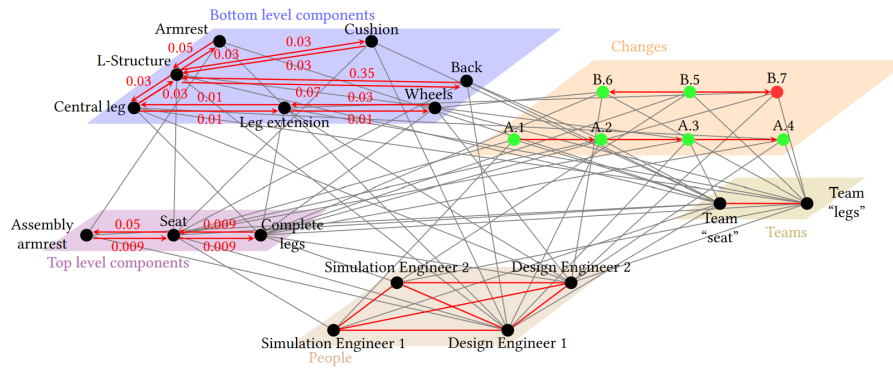 Bottom level components
Armrest
Cushion
Changes
0.05
0.03
0.03
L-Structure
0.03
0.35
Back
B.6
B.5
B.7
0.03
0.03
0.01
0.07
0.03
Wheels
Central leg
0.01
Leg extension
0.01
A.1
A.2
A.3
A.4
Team
"legs"
Team
"seat"
Teams
Assembly
armrest
0.05
Seat
0.009
Complete
legs
0.009
0.009
Top level components
Simulation Engineer 2
Design Engineer 2
Simulation Engineer 1
Design Engineer 1
People